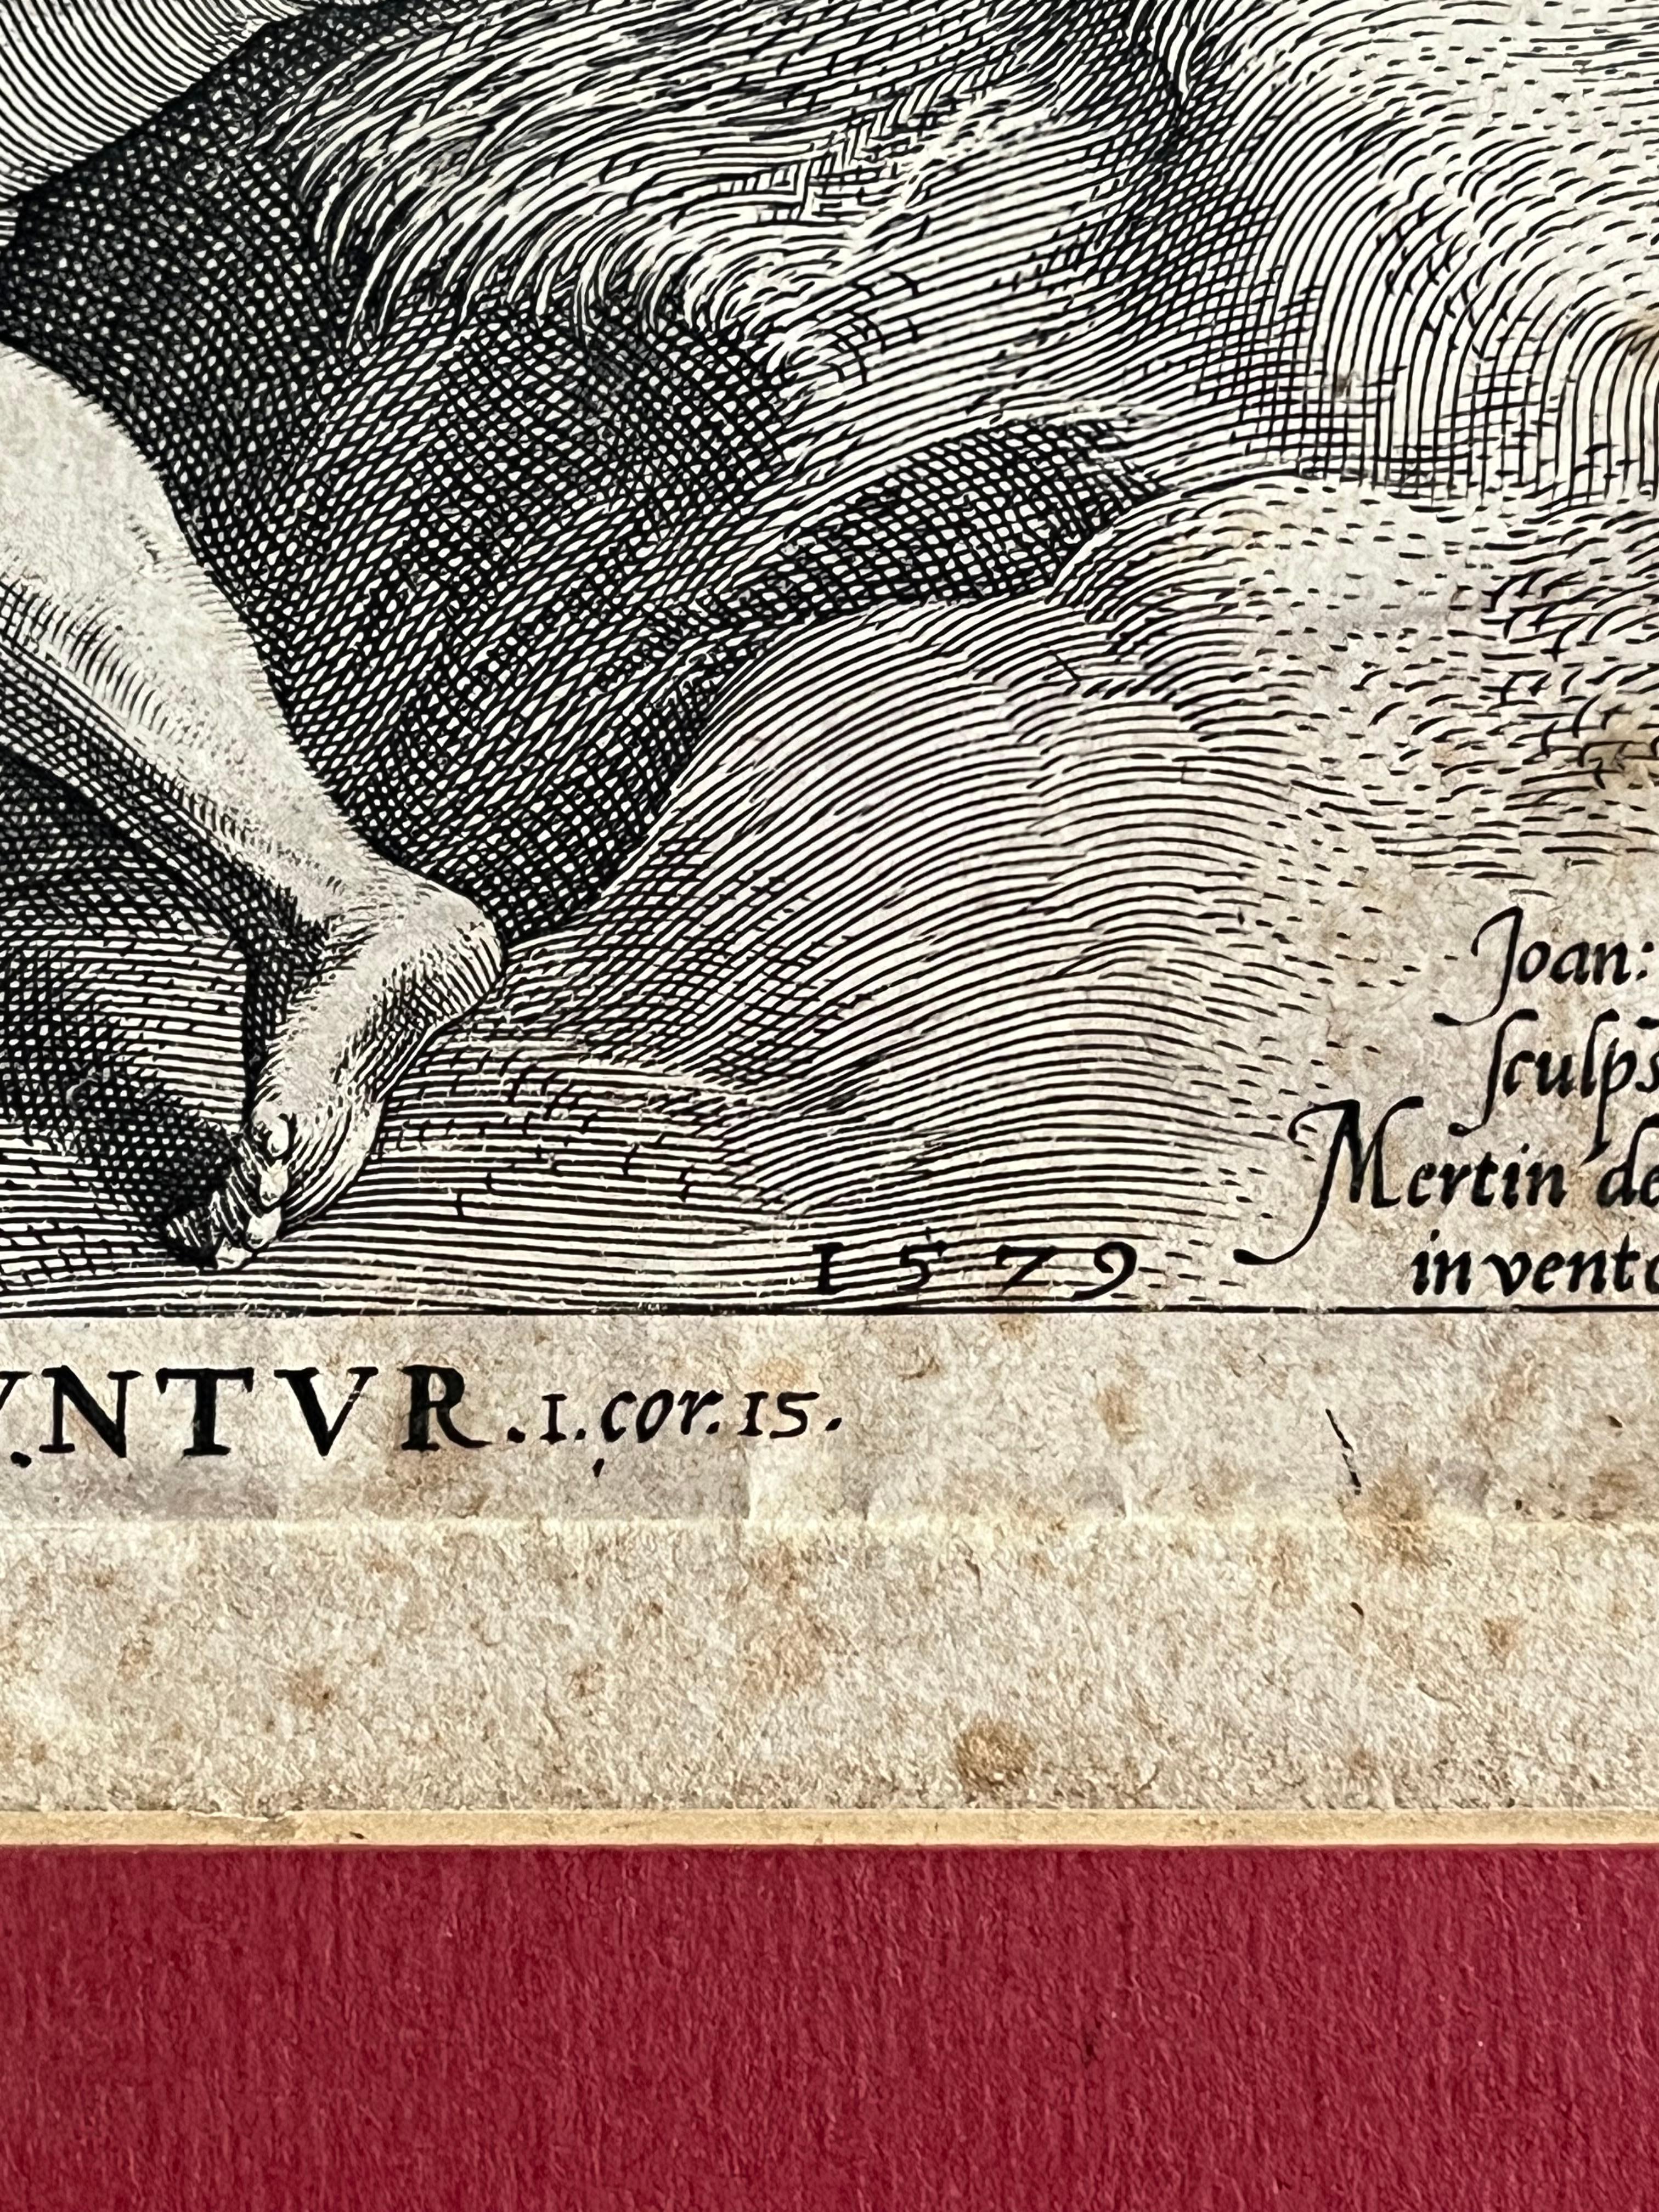 Joan:
sculps
Mertin de
invento
1579
VNTVR.1.cor.15.